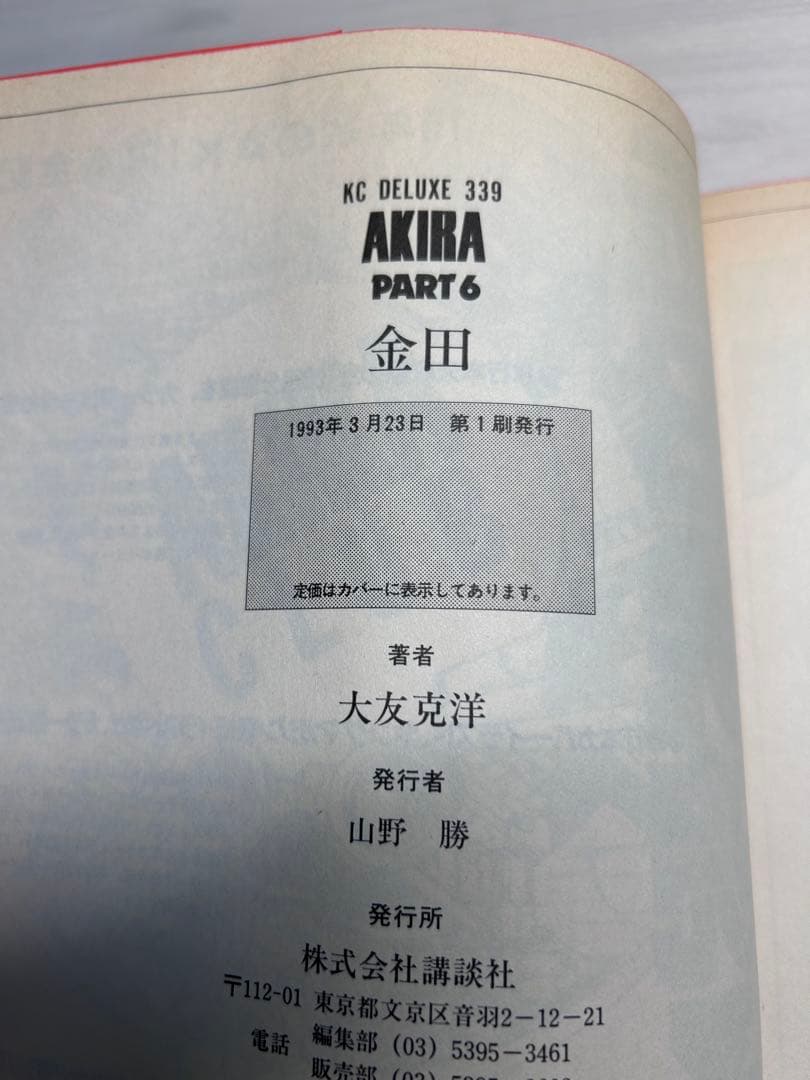 KC DELUXE 339
AKIRA
PART6
金田
1993年3月23日　第1刷発行
定価はカバーに表示してあります。
著者
大友克洋
発行者
山野　勝
発行所
株式会社講談社
〒112-01 東京都文京区音羽2-12-21
電話　編集部 (03) 5395-3461
販売部 (03)